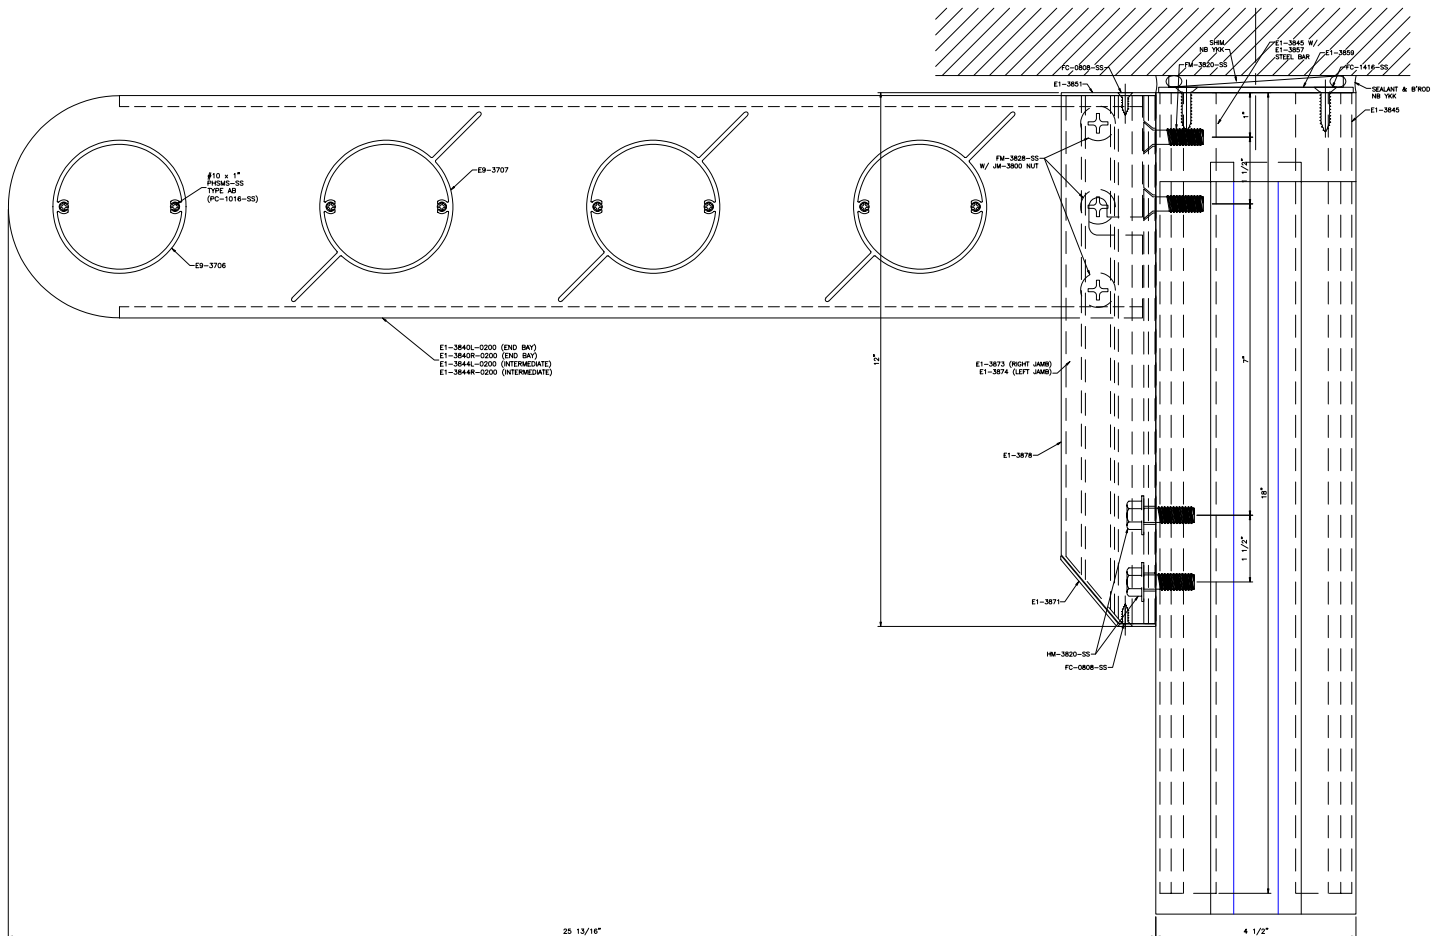 SHIM
NB YKK
E1-3845 W/
E1-3857
STEEL BAR
E1-3859
FM-3820-SS
FC-1416-SS
FC-0808-SS
E1-3851
SEALANT & B'ROD
NB YKK
E1-3845
1"
1 1/2"
#10 x 1"
PHSMS-SS
TYPE AB
(PC-1016-SS)
E9-3707
FM-3828-SS
W/ JM-3800 NUT
E9-3706
E1-3840L-0200 (END BAY)
E1-3840R-0200 (END BAY)
E1-3844L-0200 (INTERMEDIATE)
E1-3844R-0200 (INTERMEDIATE)
12"
E1-3873 (RIGHT JAMB)
E1-3874 (LEFT JAMB)
7"
E1-3878
18"
1 1/2"
E1-3871
HM-3820-SS
FC-0808-SS
25 13/16"
4 1/2"